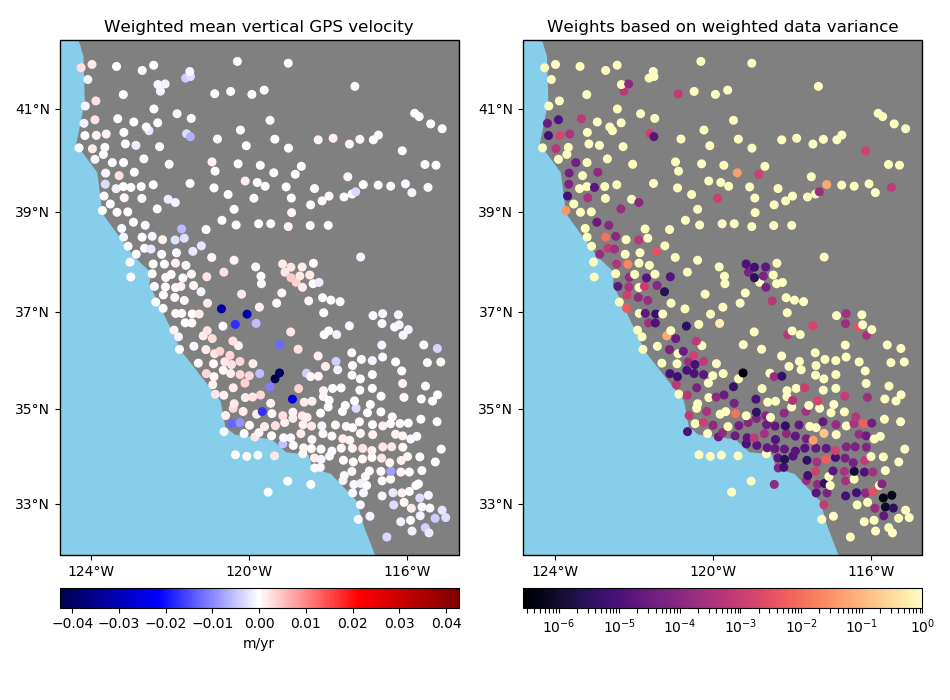 Weighted mean vertical GPS velocity
Weights based on weighted data variance
41°N
39°N
37°N
35°N
33°N
124°W 120°W 116°W
−0.04 −0.03 −0.02 −0.01 0.00 0.01 0.02 0.03 0.04
m/yr
41°N
39°N
37°N
35°N
33°N
124°W 120°W 116°W
10⁻⁶ 10⁻⁵ 10⁻⁴ 10⁻³ 10⁻² 10⁻¹ 10⁰